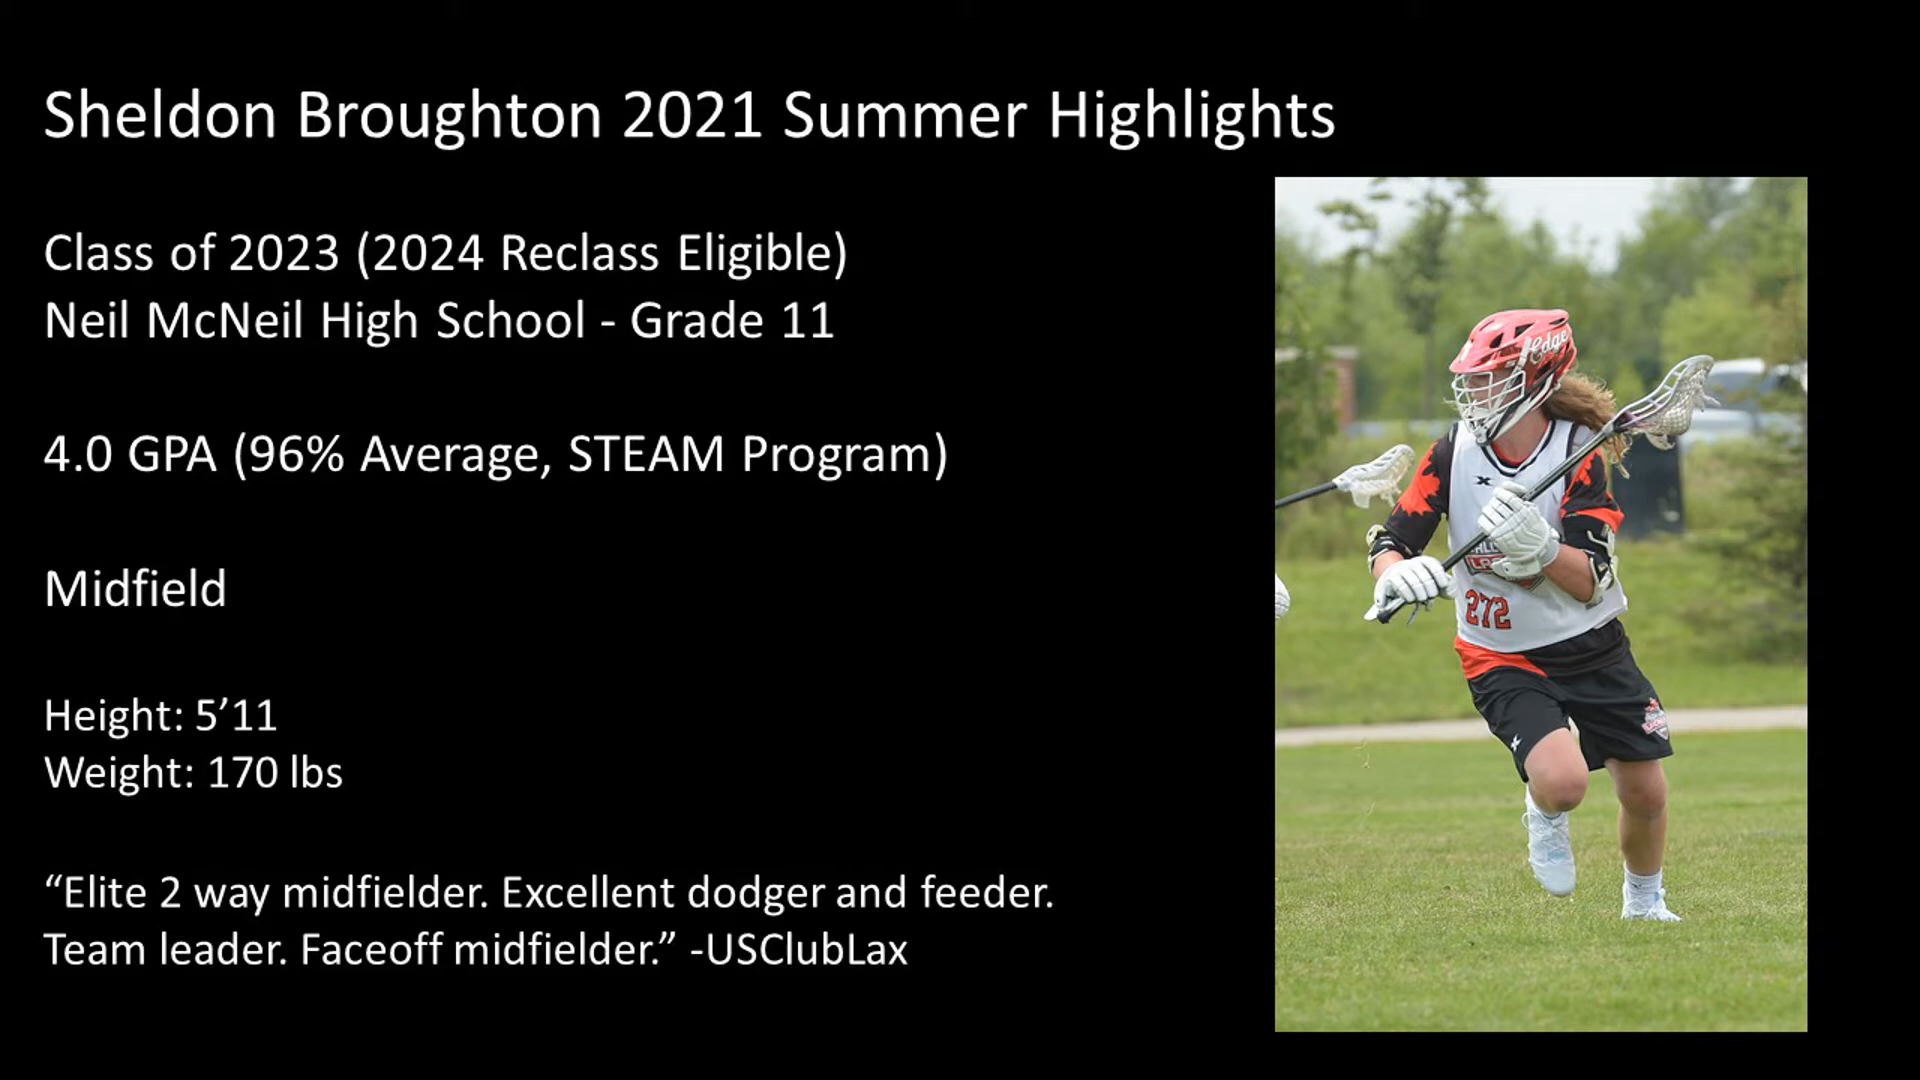 Sheldon Broughton 2021 Summer Highlights
Class of 2023 (2024 Reclass Eligible)
Neil McNeil High School - Grade 11
4.0 GPA (96% Average, STEAM Program)
Midfield
Height: 5’11
Weight: 170 lbs
“Elite 2 way midfielder. Excellent dodger and feeder.
Team leader. Faceoff midfielder.” -USClubLax
Edge
272